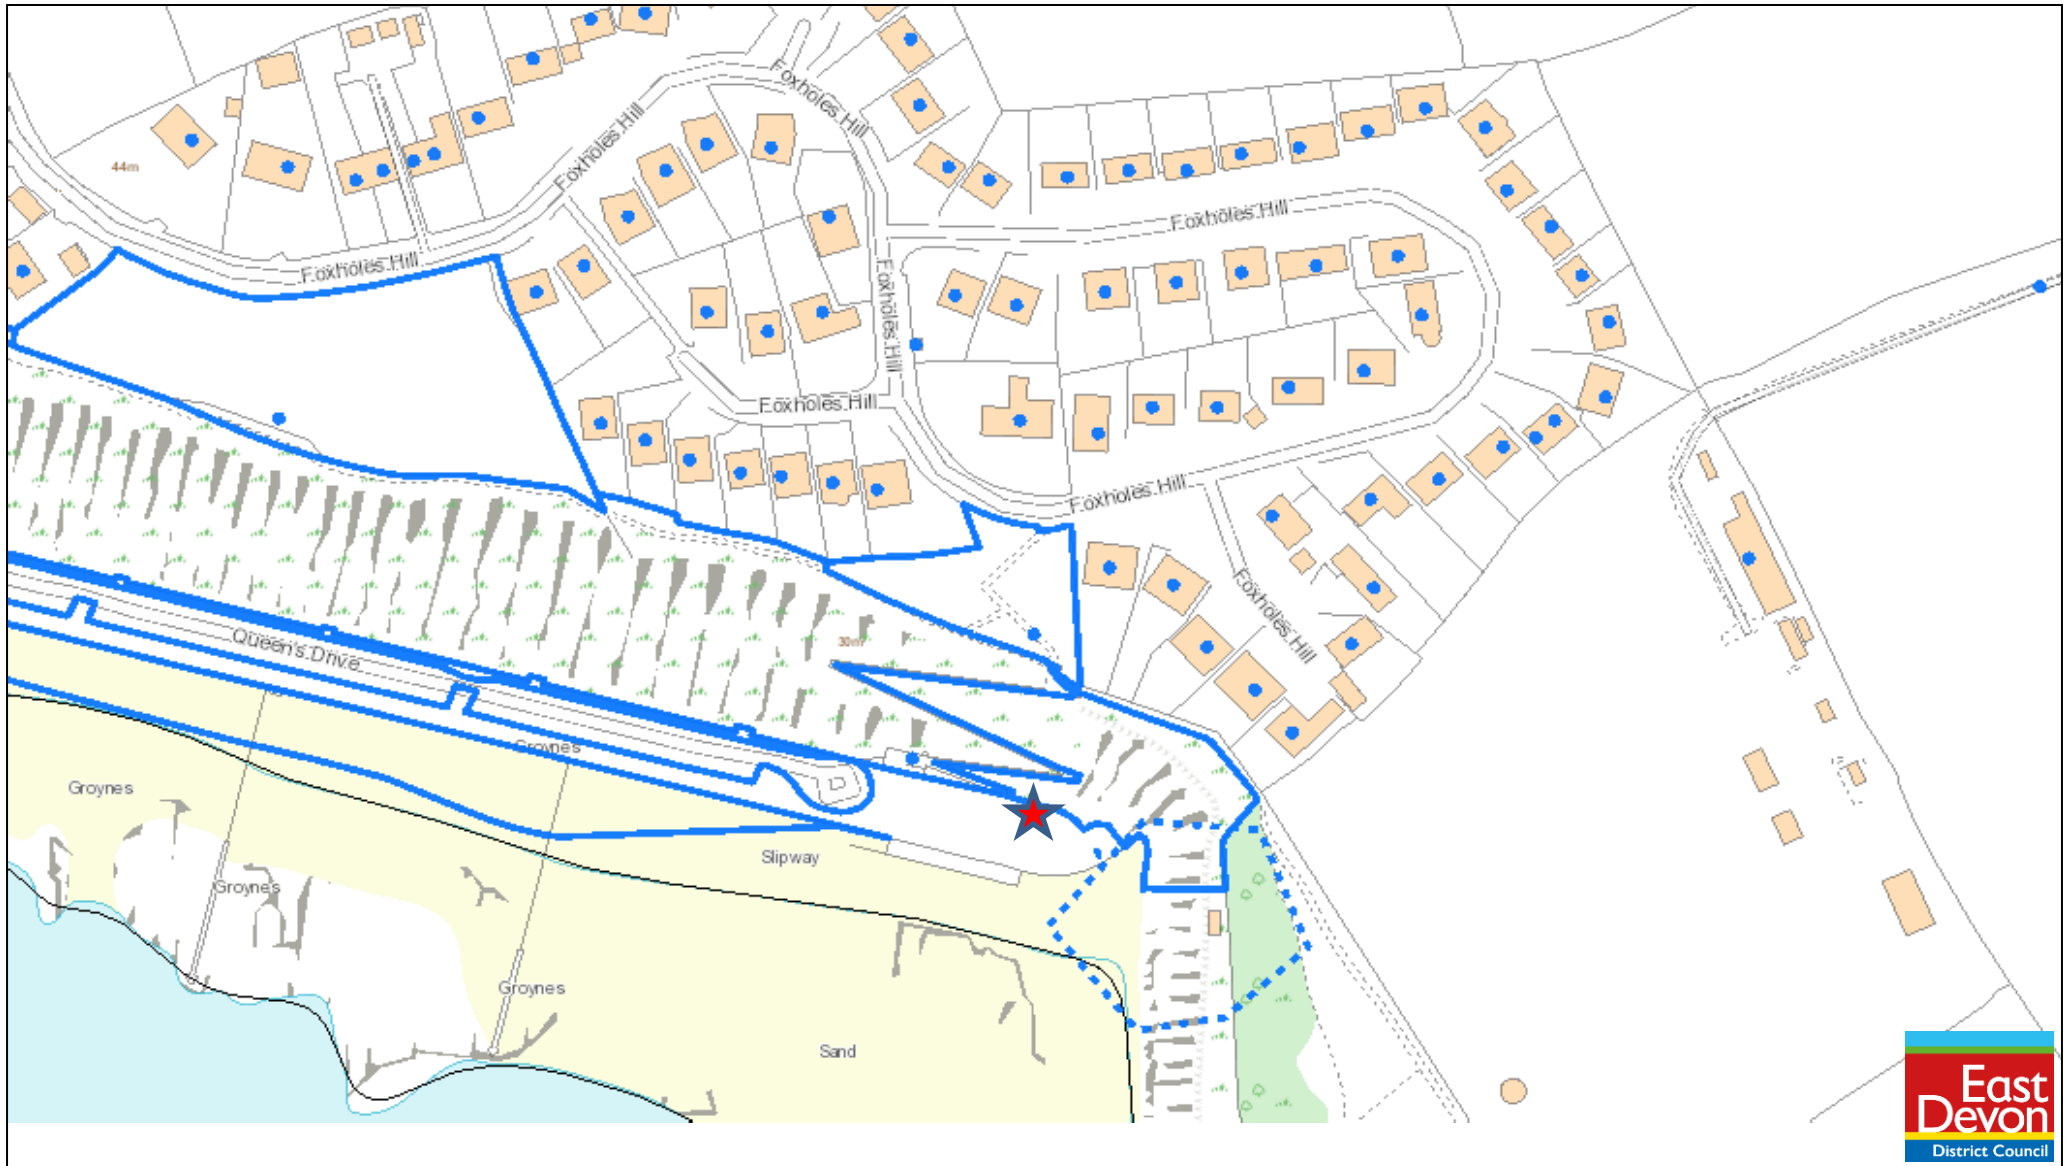 Foxholes Hill
Foxholes Hill
44m
Foxholes Hill
Foxholes Hill
Foxholes Hill
Foxholes Hill
Foxholes Hill
Foxholes Hill
Queen's Drive
30m
Groynes
Groynes
Slipway
Groynes
Groynes
Sand
East
Devon
District Council